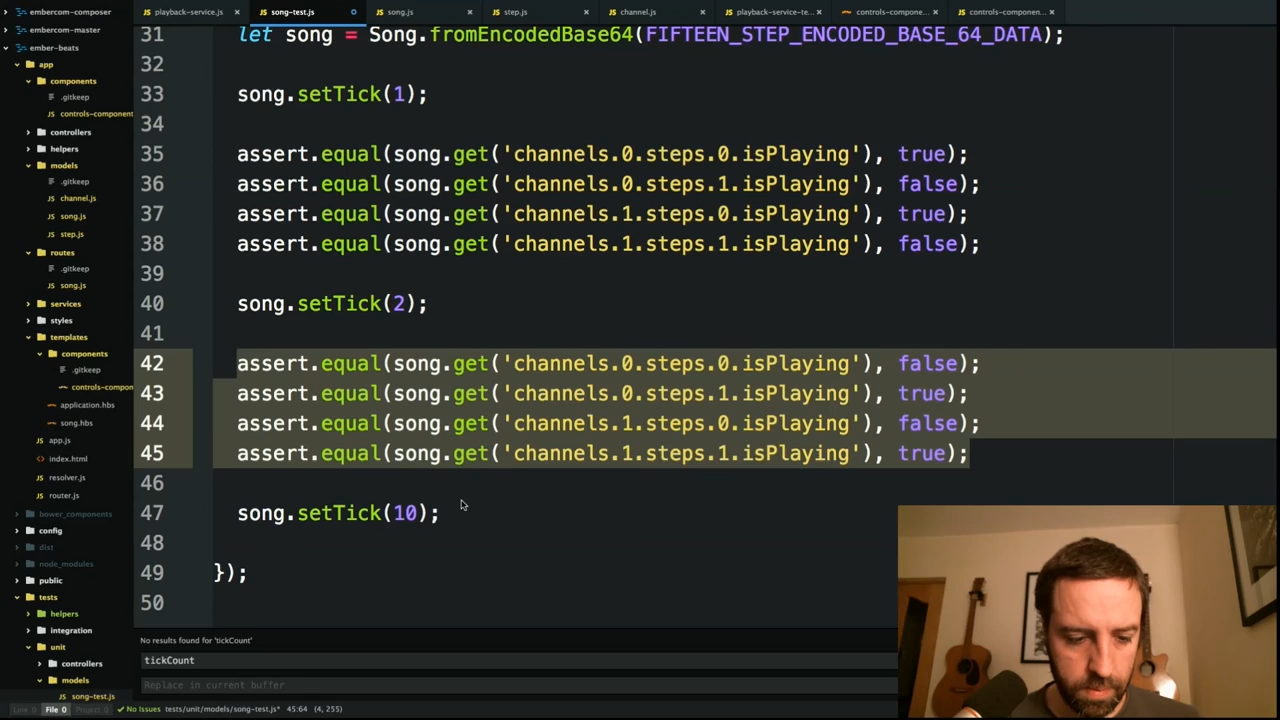 embercom-composer
embercom-master
ember-beats
app
components
.gitkeep
controls-component
controllers
helpers
models
.gitkeep
channel.js
song.js
step.js
routes
.gitkeep
song.js
services
styles
templates
components
.gitkeep
controls-compon
application.hbs
song.hbs
app.js
index.html
resolver.js
router.js
bower_components
config
dist
node_modules
public
tests
helpers
integration
unit
controllers
models
song-test.js
playback-service.js
song-test.js
song.js
step.js
channel.js
playback-service-te...
controls-compone...
controls-componen...
31 let song = Song.fromEncodedBase64(FIFTEEN_STEP_ENCODED_BASE_64_DATA);
32
33 song.setTick(1);
34
35 assert.equal(song.get('channels.0.steps.0.isPlaying'), true);
36 assert.equal(song.get('channels.0.steps.1.isPlaying'), false);
37 assert.equal(song.get('channels.1.steps.0.isPlaying'), true);
38 assert.equal(song.get('channels.1.steps.1.isPlaying'), false);
39
40 song.setTick(2);
41
42 assert.equal(song.get('channels.0.steps.0.isPlaying'), false);
43 assert.equal(song.get('channels.0.steps.1.isPlaying'), true);
44 assert.equal(song.get('channels.1.steps.0.isPlaying'), false);
45 assert.equal(song.get('channels.1.steps.1.isPlaying'), true);
46
47 song.setTick(10);
48
49 });
50
No results found for 'tickCount'
tickCount
Replace in current buffer
Line 0 File 0 Project 0 No Issues tests/unit/models/song-test.js* 45:64 (4, 255)